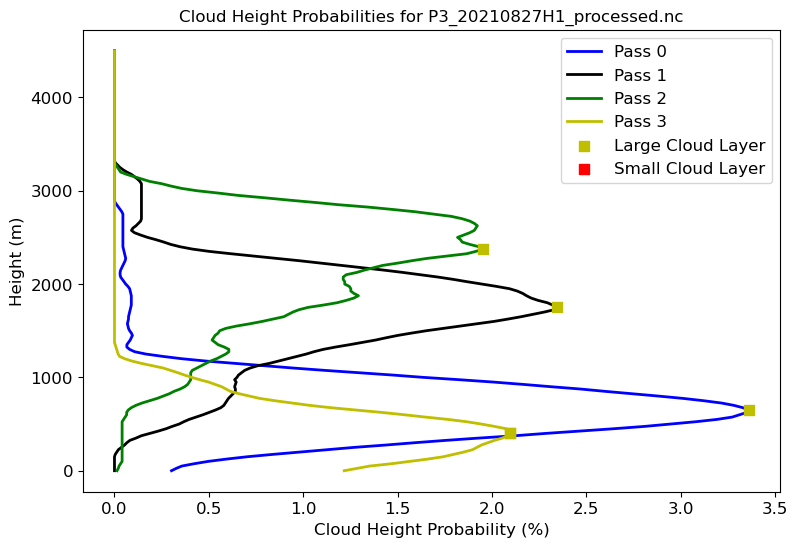 Cloud Height Probabilities for P3_20210827H1_processed.nc
Pass 0
Pass 1
Pass 2
Pass 3
Large Cloud Layer
Small Cloud Layer
Height (m)
4000
3000
2000
1000
0
0.0 0.5 1.0 1.5 2.0 2.5 3.0 3.5
Cloud Height Probability (%)